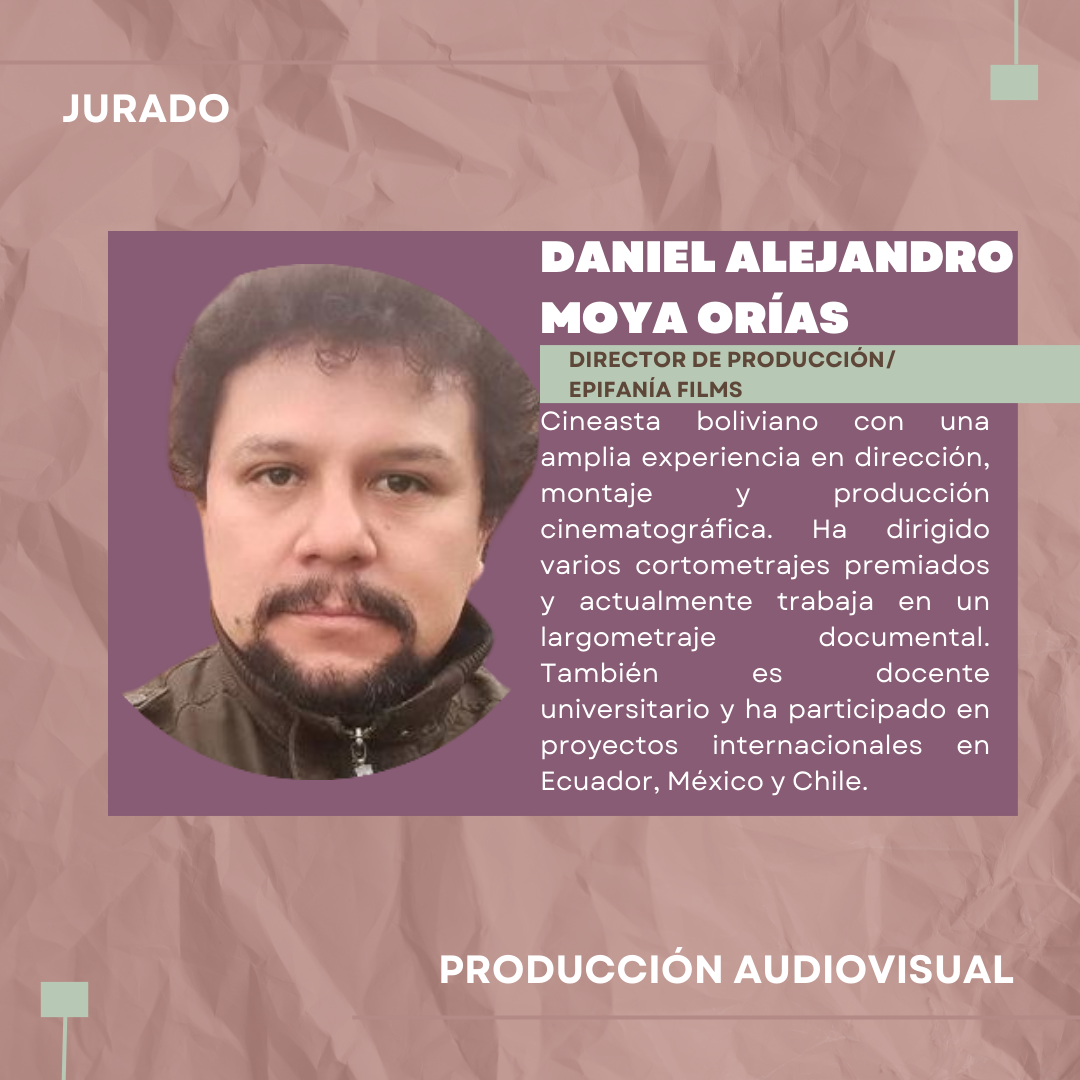 JURADO
DANIEL ALEJANDRO
MOYA ORÍAS
DIRECTOR DE PRODUCCIÓN/
EPIFANÍA FILMS
Cineasta boliviano con una
amplia experiencia en dirección,
montaje y producción
cinematográfica. Ha dirigido
varios cortometrajes premiados
y actualmente trabaja en un
largometraje documental.
También es docente
universitario y ha participado en
proyectos internacionales en
Ecuador, México y Chile.
PRODUCCIÓN AUDIOVISUAL